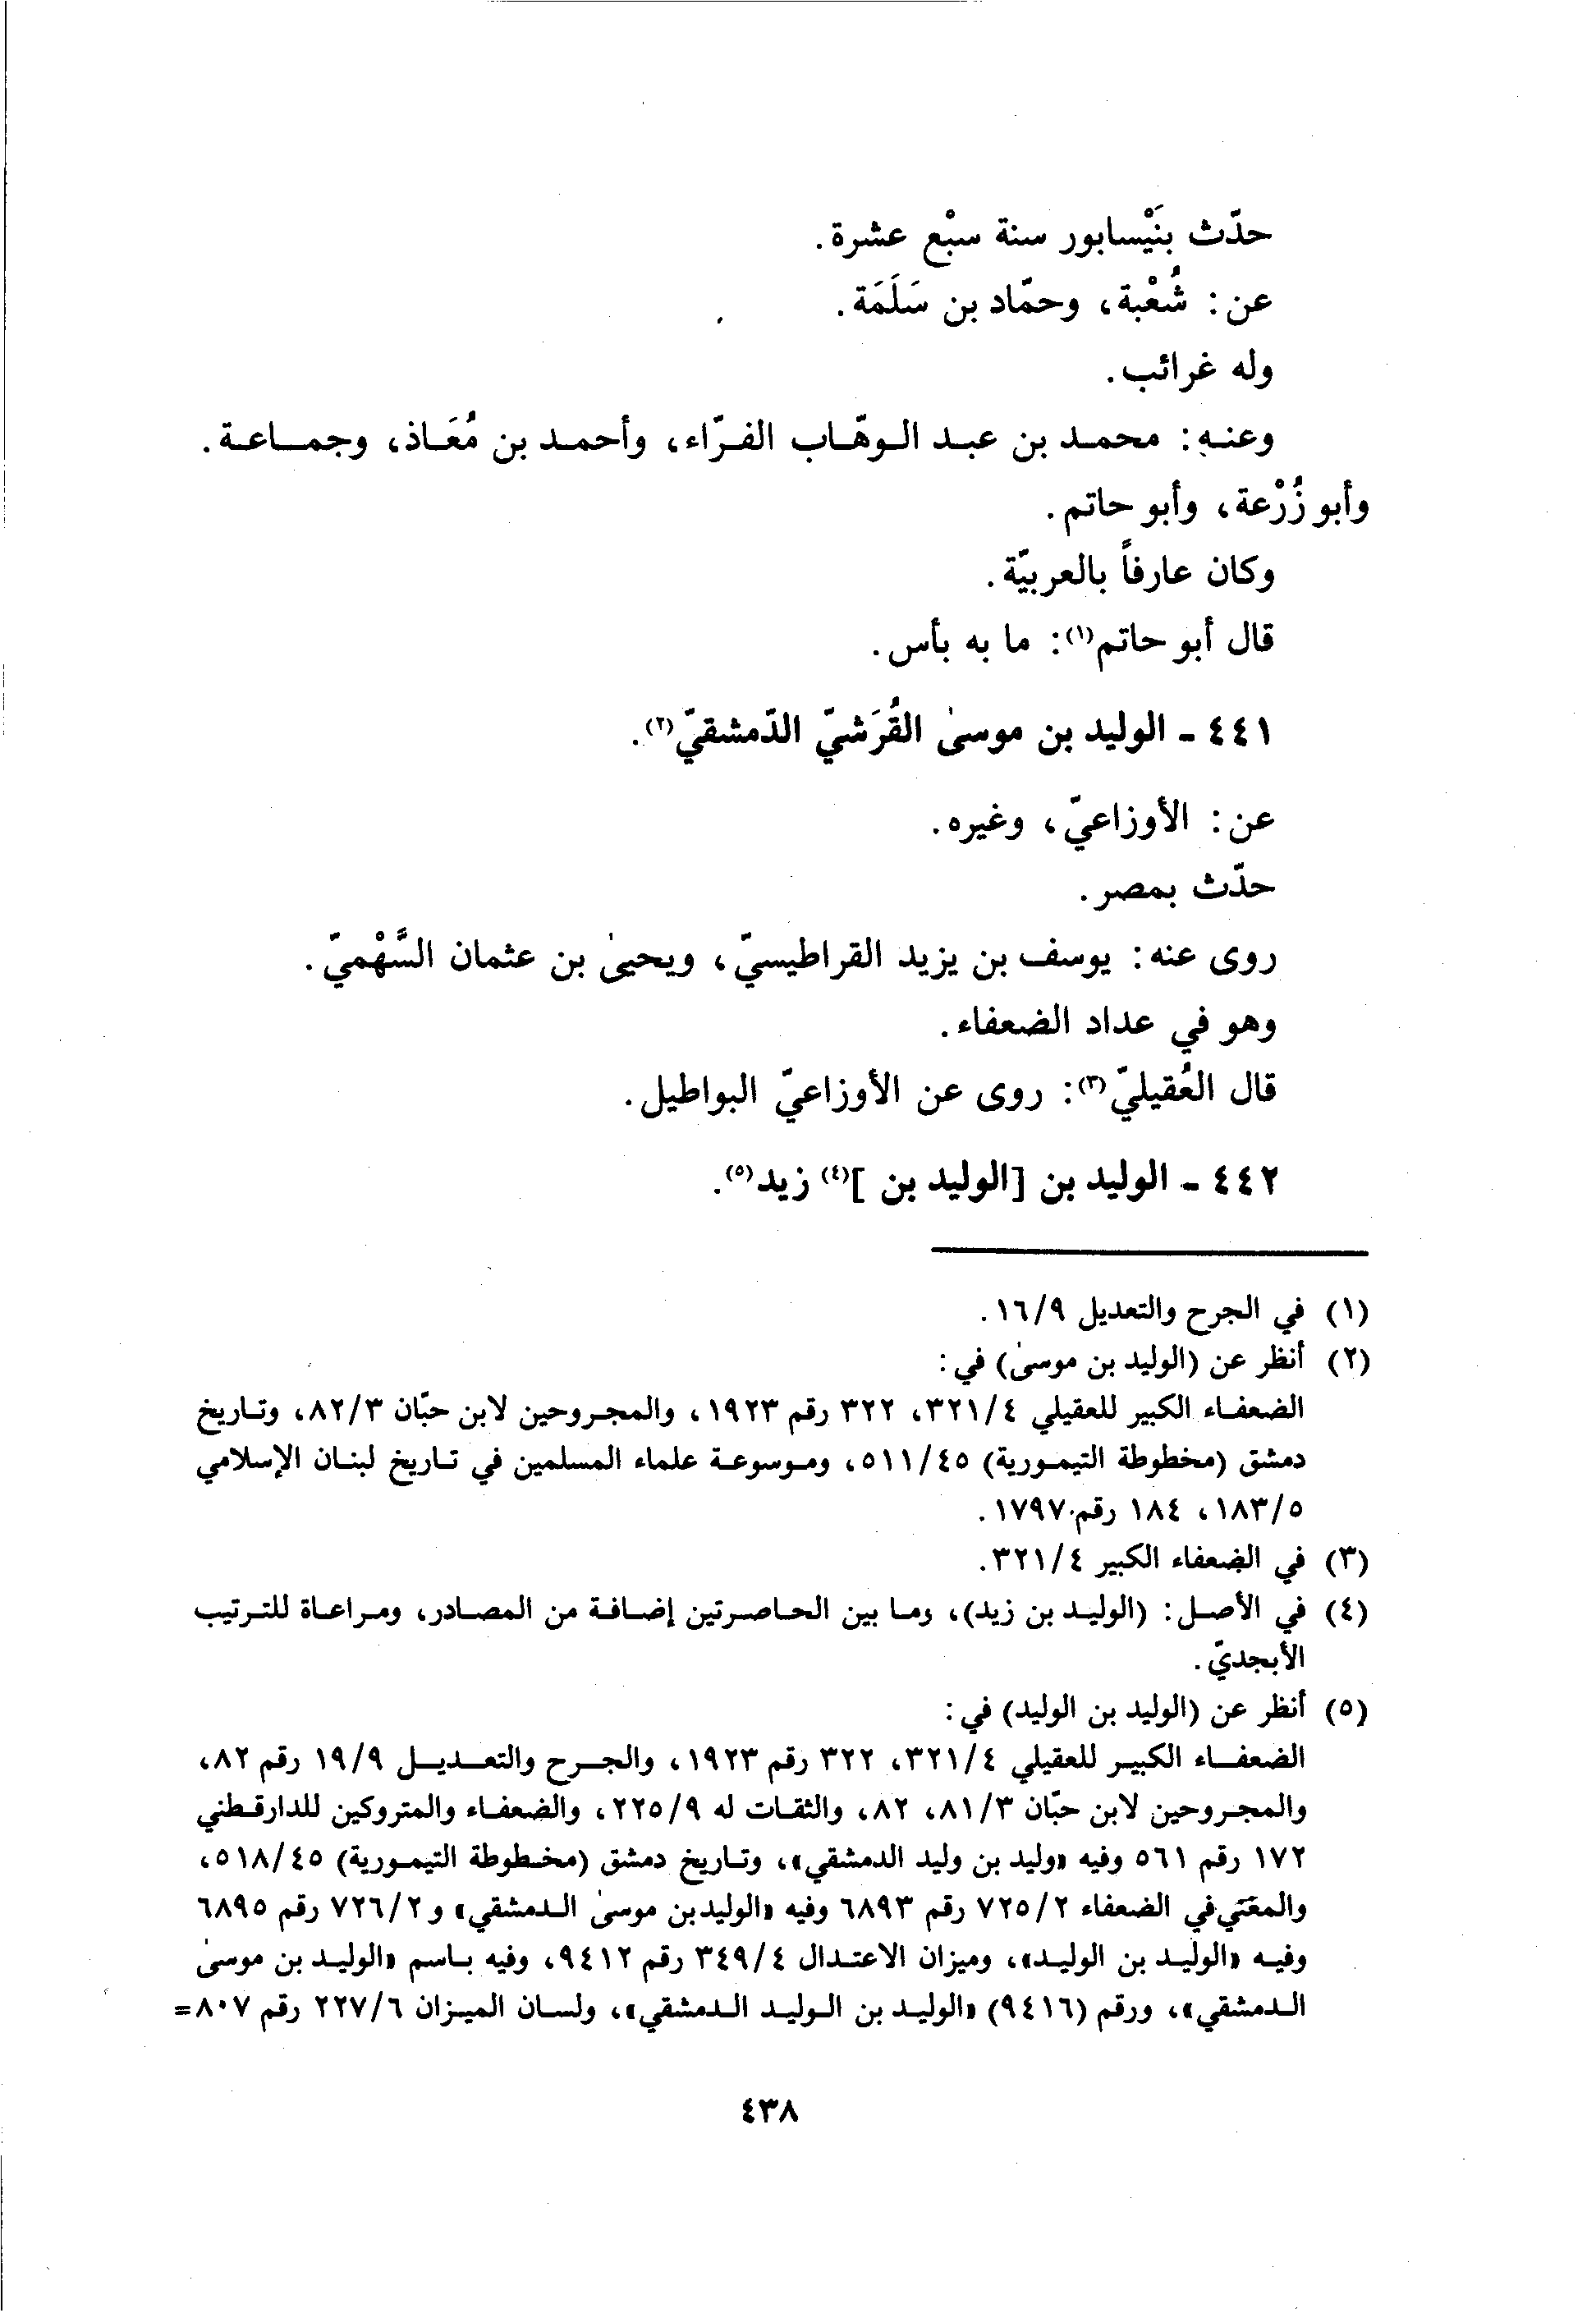 حدّث بنَيْسابور سنة سبْع عشرة.
عن: شُعْبة، وحمّاد بن سَلَمَة.
وله غرائب.
وعنه: محمد بن عبد الوهّاب الفرّاء، وأحمد بن مُعَاذ، وجماعة.
وأبو زُرْعة، وأبو حاتم.
وكان عارفاً بالعربيّة.
قال أبو حاتم(١): ما به بأس.
٤٤١ - الوليد بن موسىٰ القُرَشيّ الدّمشقيّ(٢).
عن: الأوزاعيّ، وغيره.
حدّث بمصر.
روى عنه: يوسف بن يزيد القراطيسيّ، ويحيىٰ بن عثمان السَّهْميّ.
وهو في عداد الضعفاء.
قال العُقيليّ(٣): روى عن الأوزاعيّ البواطيل.
٤٤٢ - الوليد بن [الوليد بن ](٤) زيد(٥).
(١) في الجرح والتعديل ١٦/٩.
(٢) أنظر عن (الوليد بن موسىٰ) في:
الضعفاء الكبير للعقيلي ٣٢١/٤، ٣٢٢ رقم ١٩٢٣، والمجروحين لابن حبّان ٨٢/٣، وتاريخ
دمشق (مخطوطة التيمورية) ٥١١/٤٥، وموسوعة علماء المسلمين في تاريخ لبنان الإسلامي
١٨٣/٥، ١٨٤ رقم ١٧٩٧.
(٣) في الضعفاء الكبير ٣٢١/٤.
(٤) في الأصل: (الوليد بن زيد)، وما بين الحاصرتين إضافة من المصادر، ومراعاة للترتيب
الأبجديّ.
(٥) أنظر عن (الوليد بن الوليد) في:
الضعفاء الكبير للعقيلي ٣٢١/٤، ٣٢٢ رقم ١٩٢٣، والجرح والتعديل ١٩/٩ رقم ٨٢،
والمجروحين لابن حبّان ٨١/٣، ٨٢، والثقات له ٢٢٥/٩، والضعفاء والمتروكين للدارقطني
١٧٢ رقم ٥٦١ وفيه «وليد بن وليد الدمشقي»، وتاريخ دمشق (مخطوطة التيمورية) ٥١٨/٤٥،
والمغني في الضعفاء ٧٢٥/٢ رقم ٦٨٩٣ وفيه «الوليد بن موسىٰ الدمشقي» و ٧٢٦/٢ رقم ٦٨٩٥
وفيه «الوليد بن الوليد»، وميزان الاعتدال ٣٤٩/٤ رقم ٩٤١٢، وفيه باسم «الوليد بن موسىٰ
الدمشقي»، ورقم (٩٤١٦) «الوليد بن الوليد الدمشقي»، ولسان الميزان ٢٢٧/٦ رقم ٨٠٧=
٤٣٨